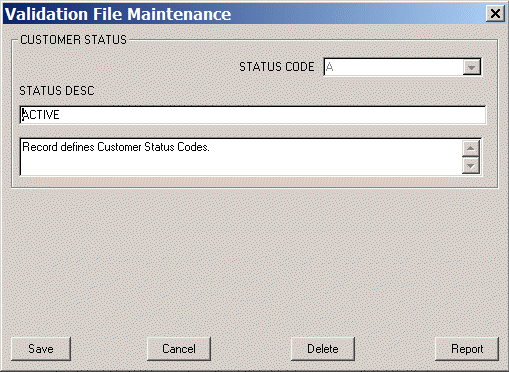 Validation File Maintenance
CUSTOMER STATUS
STATUS CODE A
STATUS DESC
ACTIVE
Record defines Customer Status Codes.
Save Cancel Delete Report